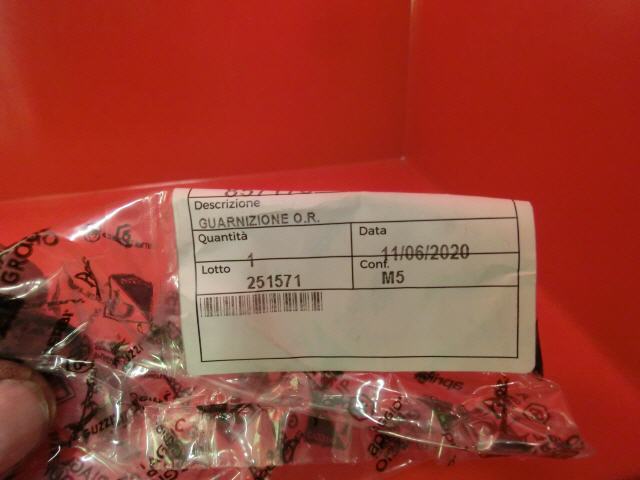 Descrizione
GUARNIZIONE O.R.
Quantità
1
Data
11/06/2020
Lotto
251571
Conf.
M5